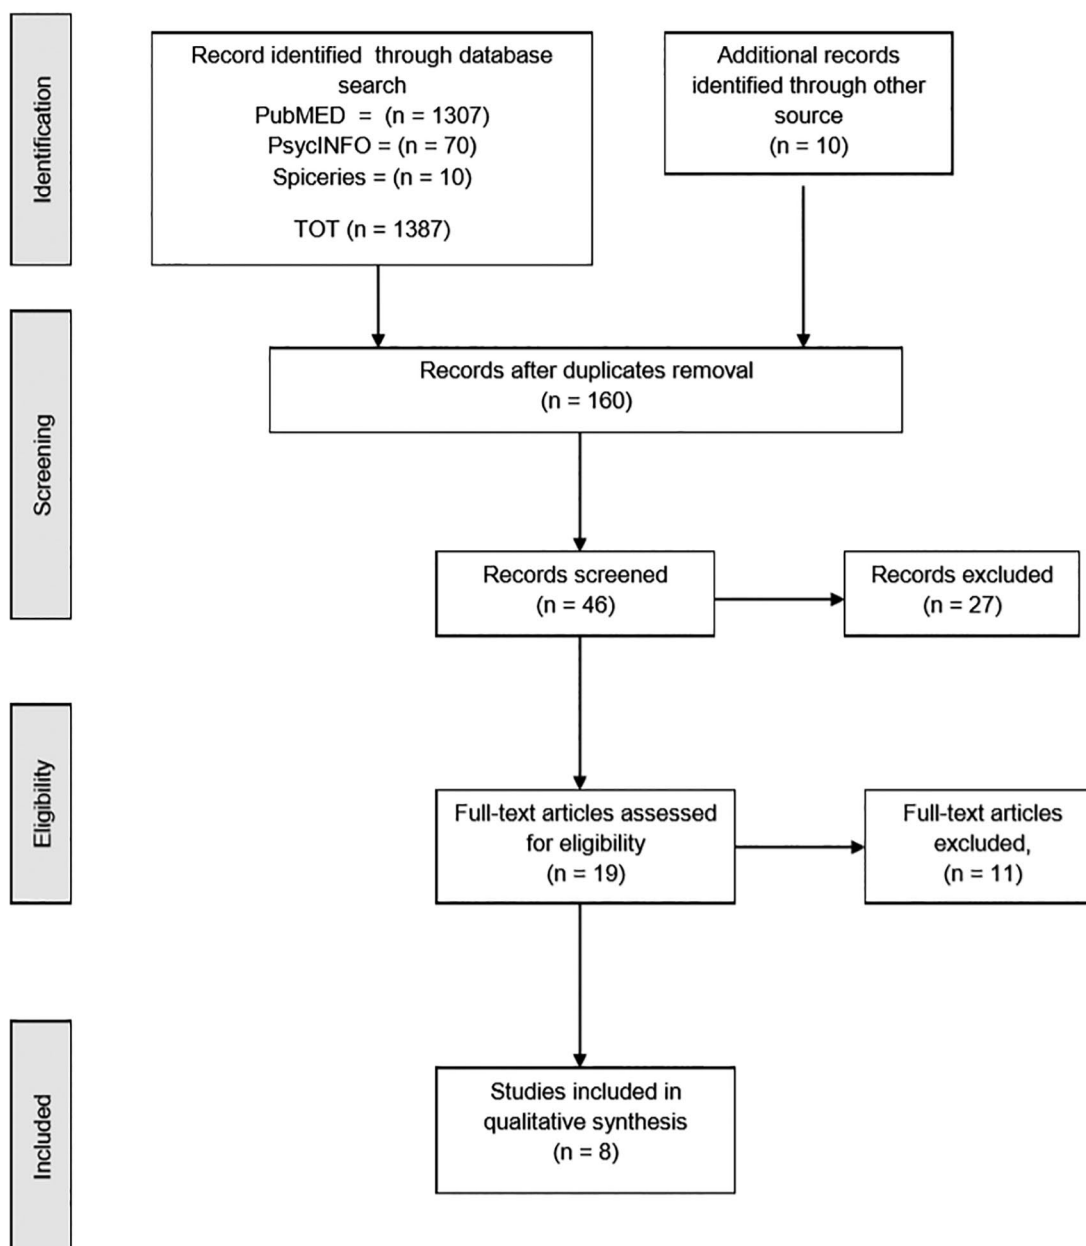 Identification
Record identified through database
search
PubMED = (n = 1307)
PsycINFO = (n = 70)
Spiceries = (n = 10)
TOT (n = 1387)
Additional records
identified through other
source
(n = 10)
Screening
Records after duplicates removal
(n = 160)
Records screened
(n = 46)
Records excluded
(n = 27)
Eligibility
Full-text articles assessed
for eligibility
(n = 19)
Full-text articles
excluded,
(n = 11)
Included
Studies included in
qualitative synthesis
(n = 8)